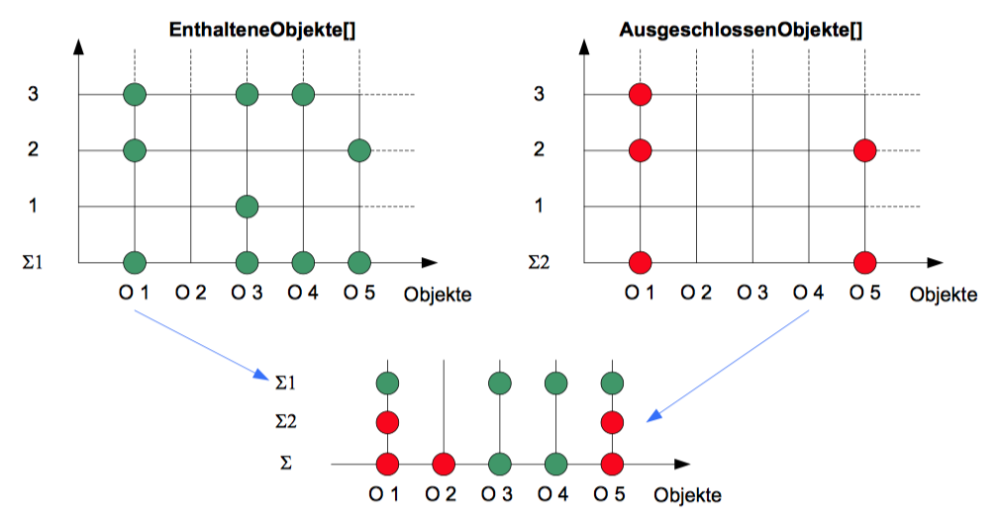 EnthalteneObjekte[]
3
2
1
Σ1
O 1 O 2 O 3 O 4 O 5 Objekte
AusgeschlossenObjekte[]
3
2
1
Σ2
O 1 O 2 O 3 O 4 O 5 Objekte
Σ1
Σ2
Σ
O 1 O 2 O 3 O 4 O 5 Objekte